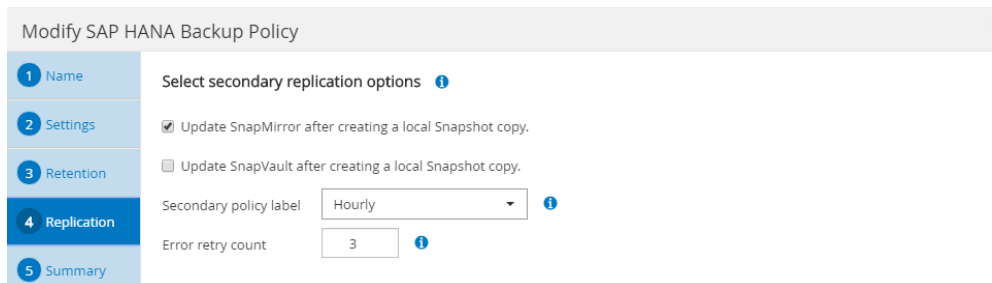 Modify SAP HANA Backup Policy
1 Name
2 Settings
3 Retention
4 Replication
5 Summary
Select secondary replication options
Update SnapMirror after creating a local Snapshot copy.
Update SnapVault after creating a local Snapshot copy.
Secondary policy label Hourly
Error retry count 3